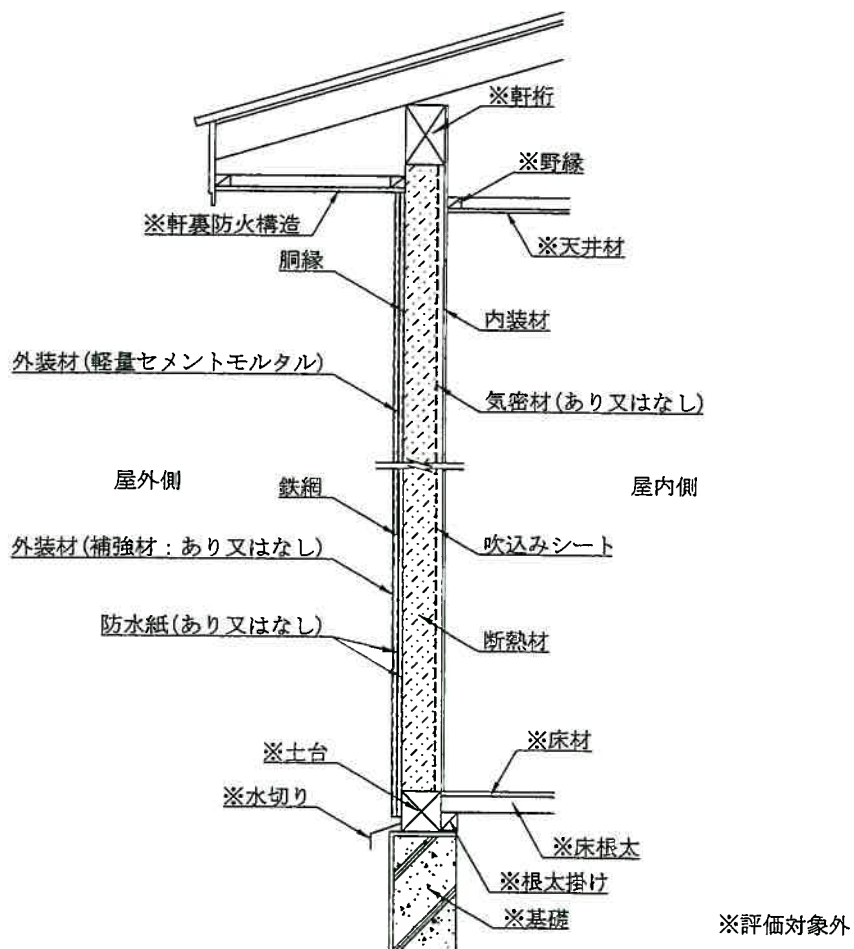 ※軒桁
※野縁
※軒裏防火構造
※天井材
胴縁
内装材
外装材(軽量セメントモルタル)
気密材(あり又はなし)
屋外側
鉄網
屋内側
外装材(補強材：あり又はなし)
吹込みシート
防水紙(あり又はなし)
断熱材
※土台
※床材
※水切り
※床根太
※根太掛け
※基礎
※評価対象外